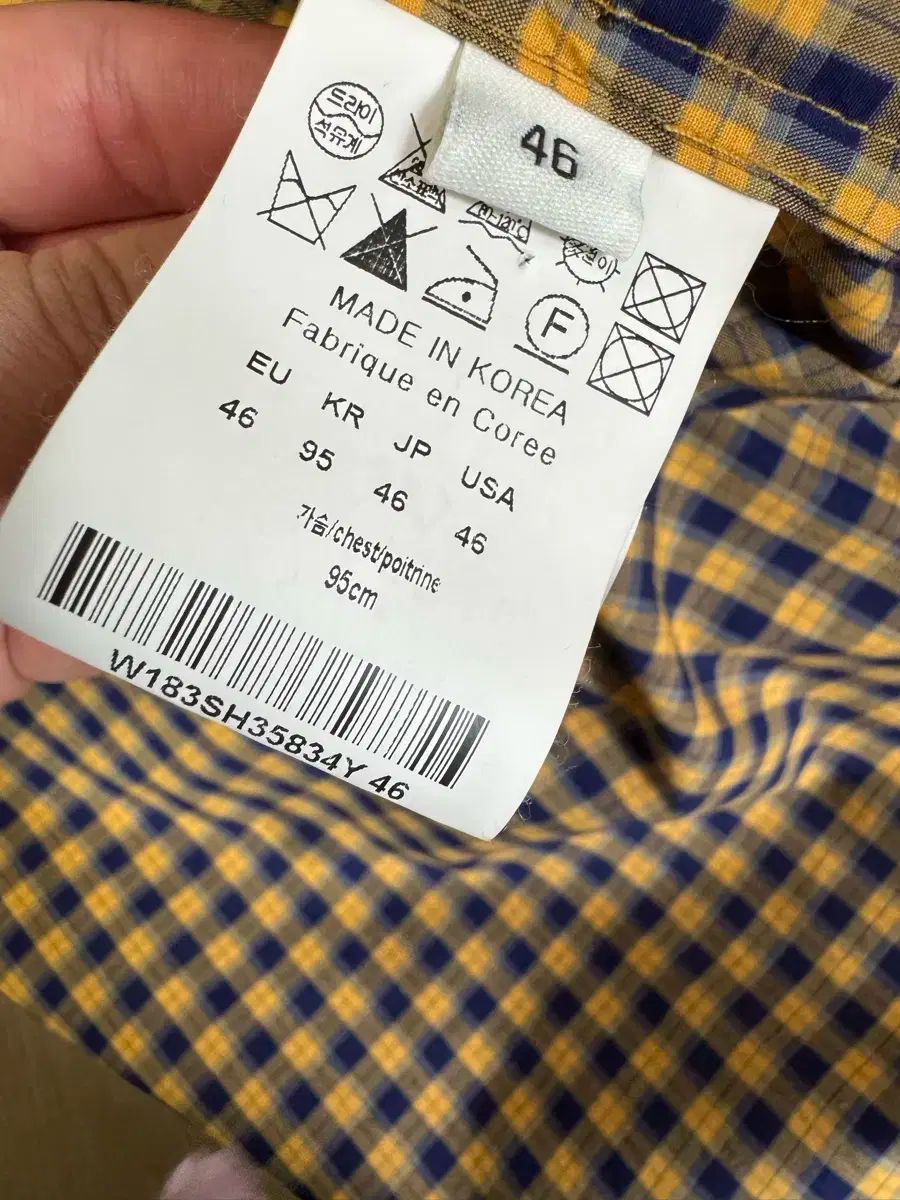 46
드라이
석유계
F
MADE IN KOREA
Fabrique en Coree
EU KR JP USA
46 95 46 46
가슴/chest/poitrine
95cm
W183SH35834Y 46